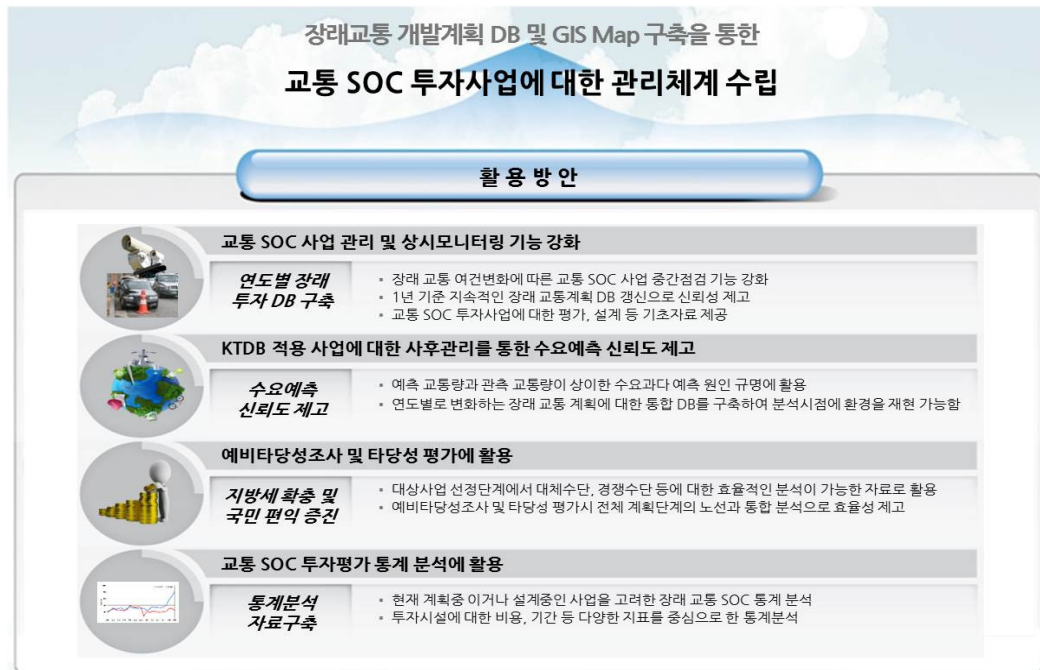 장래교통 개발계획 DB 및 GIS Map 구축을 통한
교통 SOC 투자사업에 대한 관리체계 수립
활 용 방 안
교통 SOC 사업 관리 및 상시모니터링 기능 강화
연도별 장래
투자 DB 구축
• 장래 교통 여건변화에 따른 교통 SOC 사업 중간점검 기능 강화
• 1년 기준 지속적인 장래 교통계획 DB 갱신으로 신뢰성 제고
• 교통 SOC 투자사업에 대한 평가, 설계 등 기초자료 제공
KTDB 적용 사업에 대한 사후관리를 통한 수요예측 신뢰도 제고
수요예측
신뢰도 제고
• 예측 교통량과 관측 교통량이 상이한 수요과다 예측 원인 규명에 활용
• 연도별로 변화하는 장래 교통 계획에 대한 통합 DB를 구축하여 분석시점에 환경을 재현 가능함
예비타당성조사 및 타당성 평가에 활용
지방세 확충 및
국민 편익 증진
• 대상사업 선정단계에서 대체수단, 경쟁수단 등에 대한 효율적인 분석이 가능한 자료로 활용
• 예비타당성조사 및 타당성 평가시 전체 계획단계의 노선과 통합 분석으로 효율성 제고
교통 SOC 투자평가 통계 분석에 활용
통계분석
자료구축
• 현재 계획중 이거나 설계중인 사업을 고려한 장래 교통 SOC 통계 분석
• 투자시설에 대한 비용, 기간 등 다양한 지표를 중심으로 한 통계분석